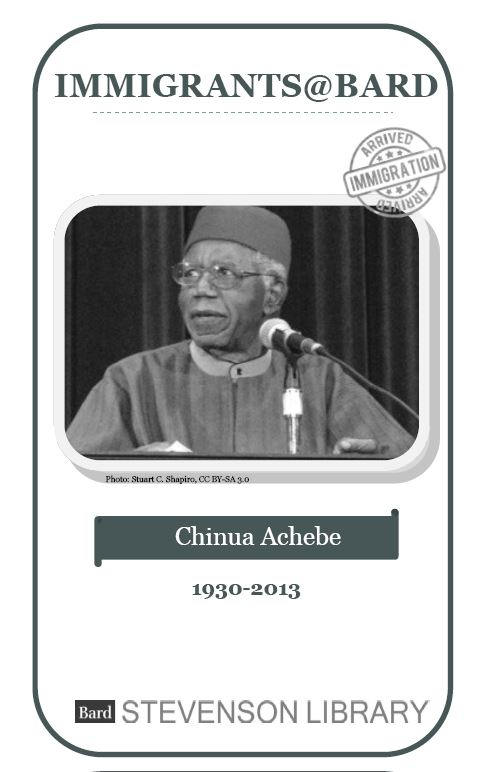 IMMIGRANTS@BARD
ARRIVED
IMMIGRATION
ARRIVED
Photo: Stuart C. Shapiro, CC BY-SA 3.0
Chinua Achebe
1930-2013
Bard STEVENSON LIBRARY